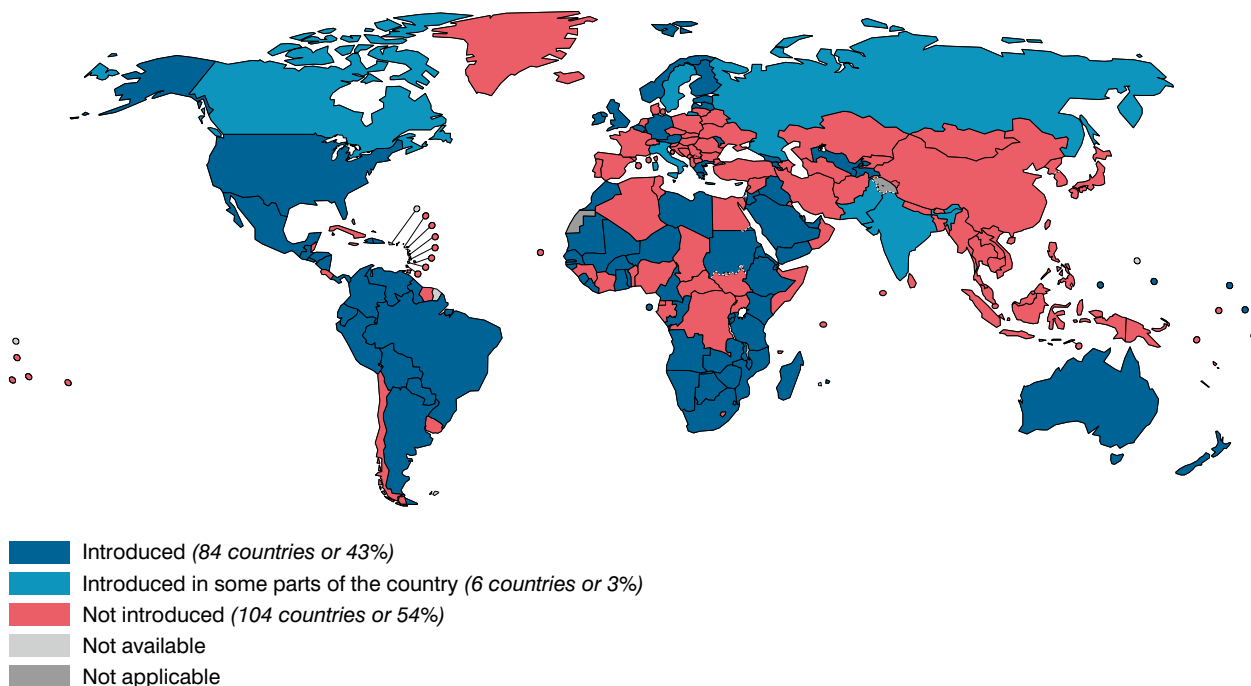 Introduced (84 countries or 43%)
Introduced in some parts of the country (6 countries or 3%)
Not introduced (104 countries or 54%)
Not available
Not applicable